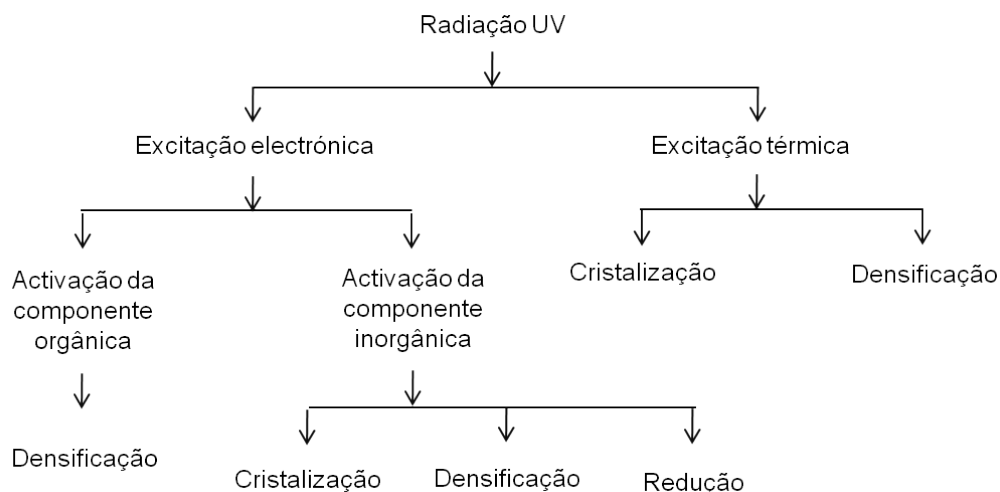 Radiação UV
Excitação electrónica
Excitação térmica
Activação da
componente
orgânica
Activação da
componente
inorgânica
Cristalização
Densificação
Densificação
Cristalização
Densificação
Redução